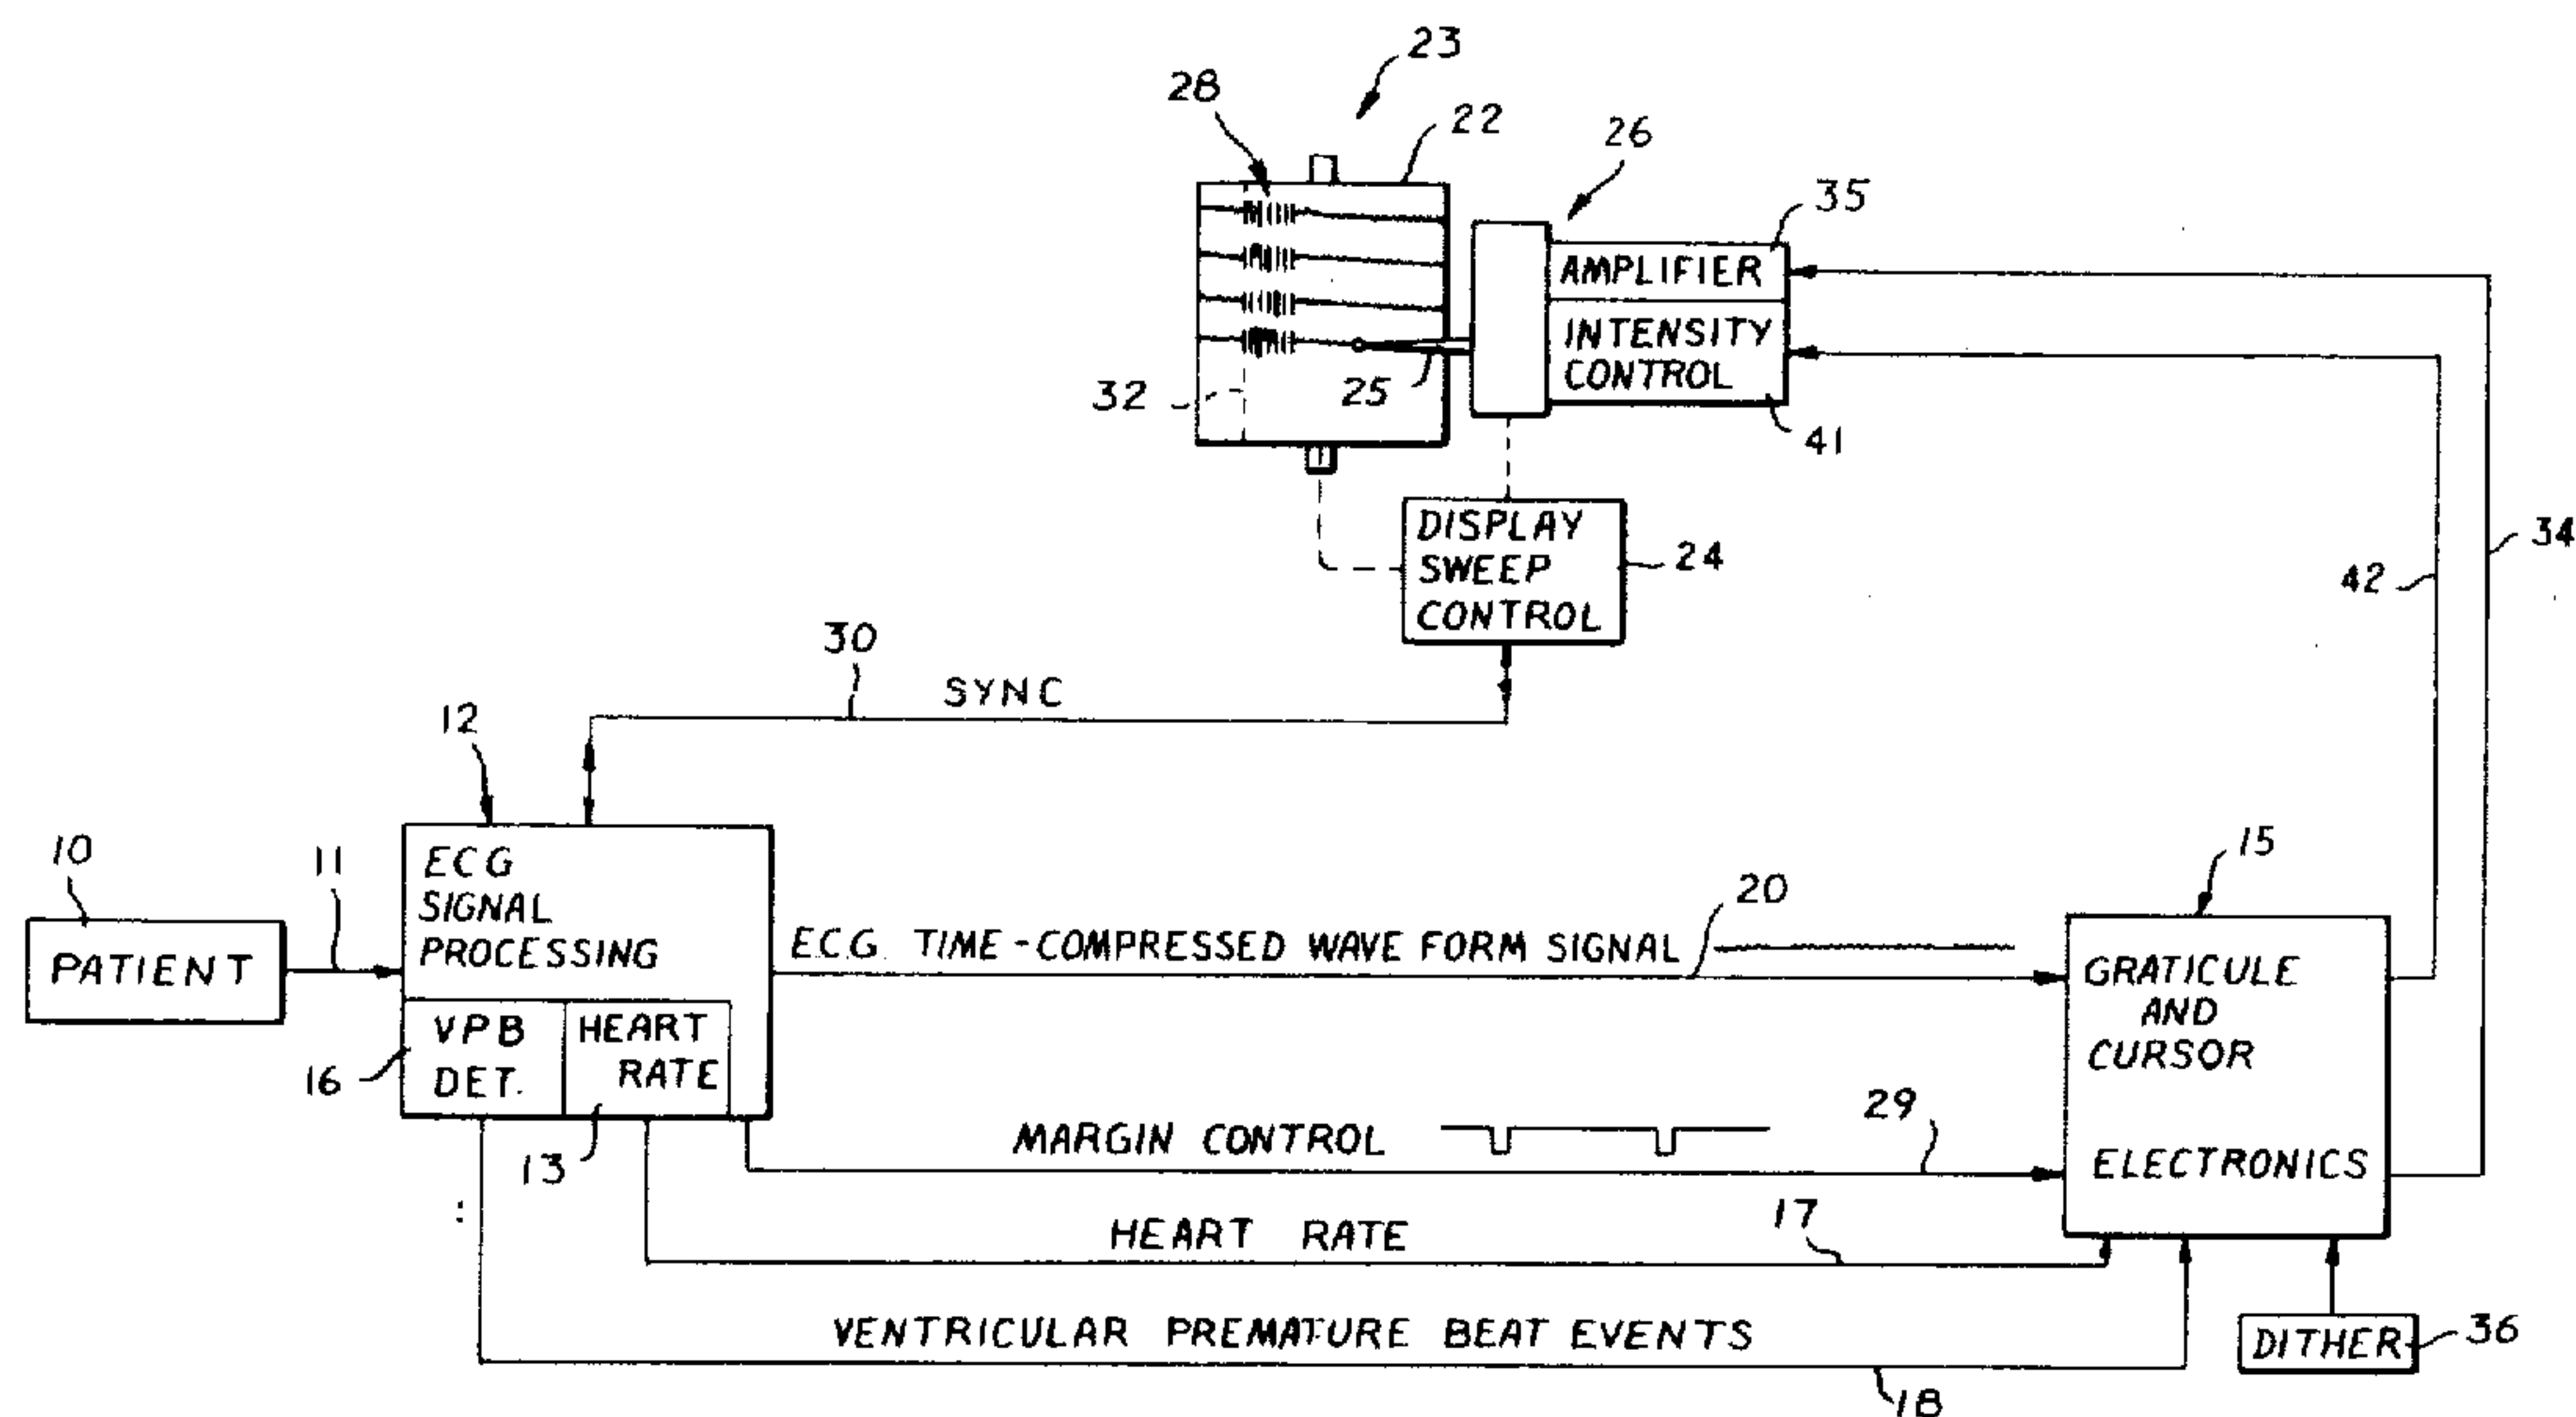 23
28
22
26
35
AMPLIFIER
INTENSITY
CONTROL
32
25
41
DISPLAY
SWEEP
CONTROL
24
34
42
30
SYNC
12
10
11
15
ECG
SIGNAL
PROCESSING
20
PATIENT
E.C.G. TIME-COMPRESSED WAVE FORM SIGNAL
GRATICULE
AND
CURSOR
ELECTRONICS
VPB
DET.
HEART
RATE
16
13
MARGIN CONTROL
29
HEART RATE
17
VENTRICULAR PREMATURE BEAT EVENTS
18
DITHER
36